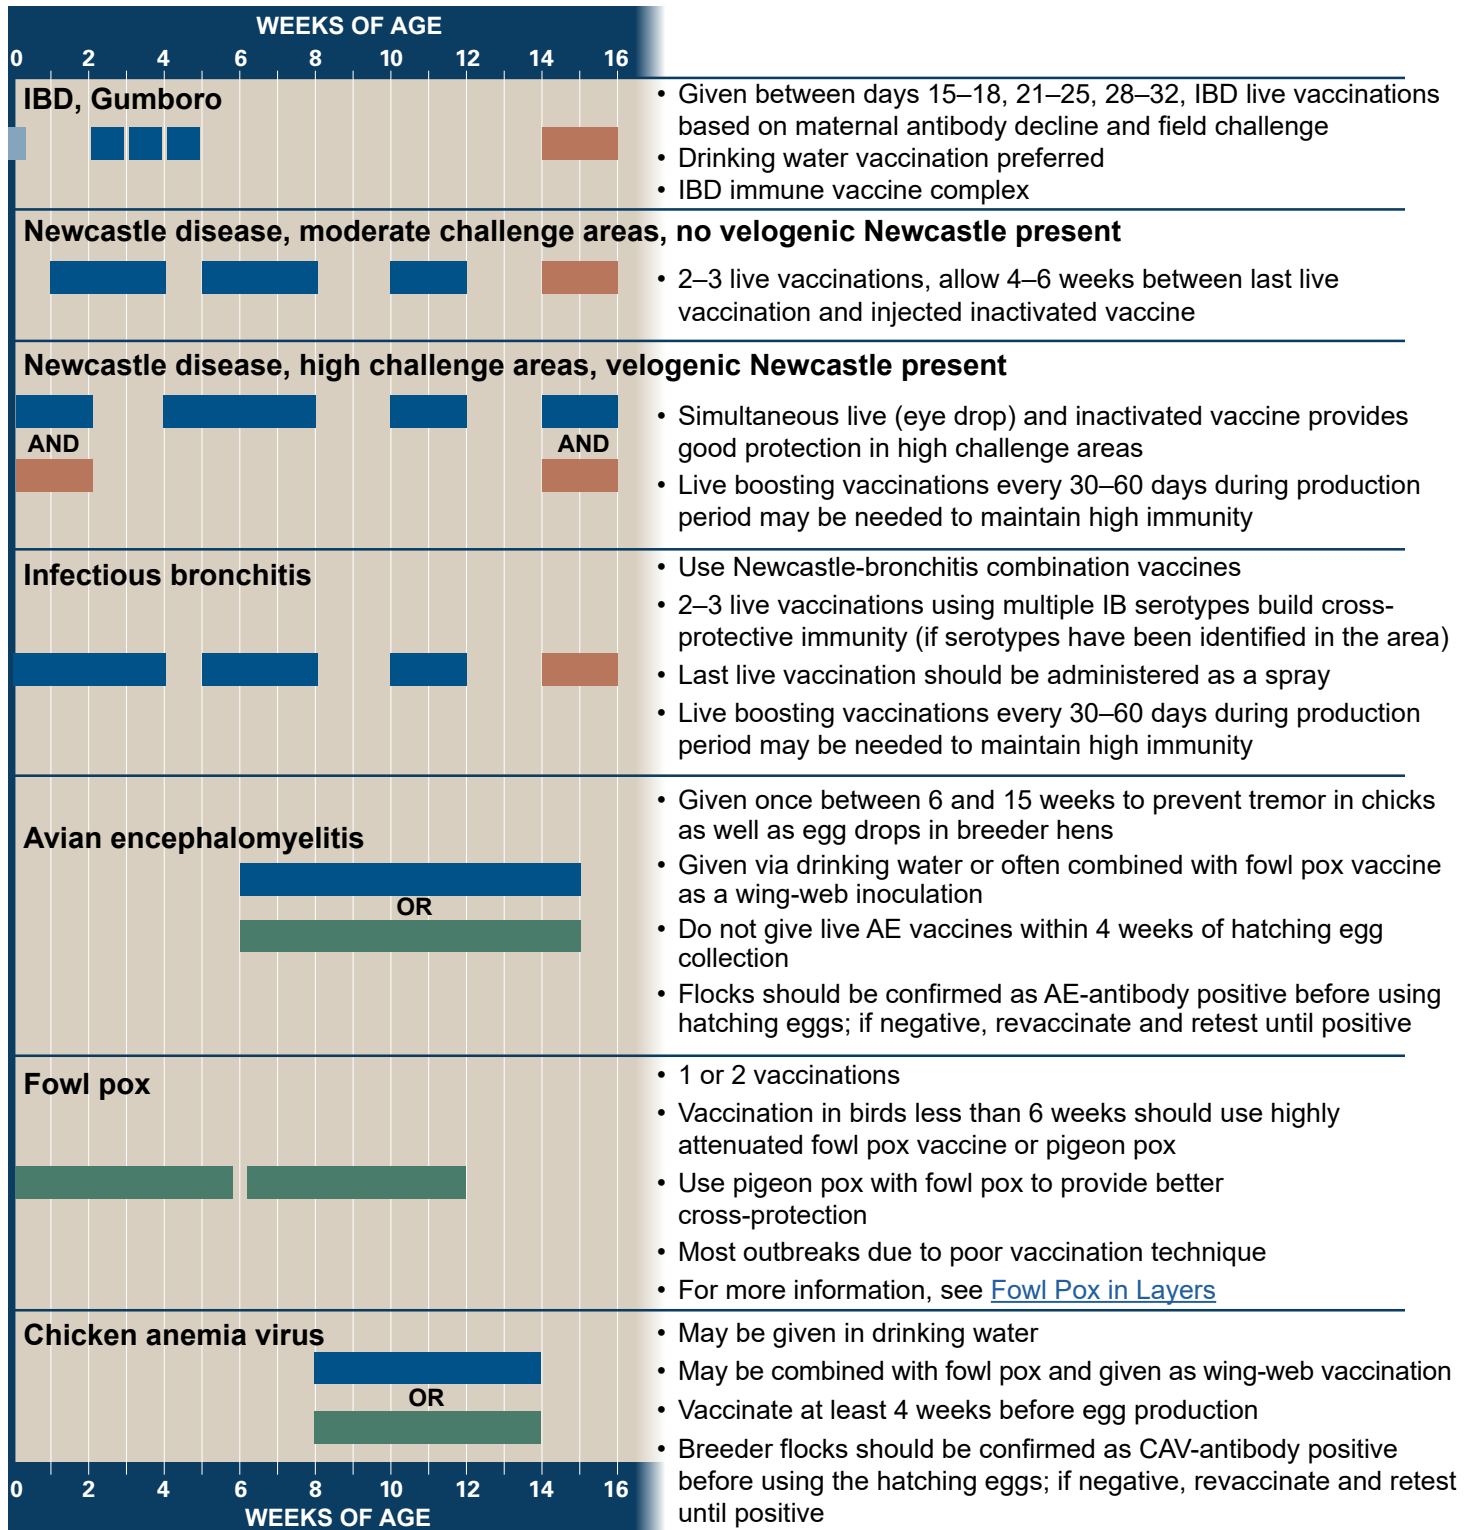 WEEKS OF AGE
0 2 4 6 8 10 12 14 16
IBD, Gumboro
• Given between days 15–18, 21–25, 28–32, IBD live vaccinations
based on maternal antibody decline and field challenge
• Drinking water vaccination preferred
• IBD immune vaccine complex
Newcastle disease, moderate challenge areas, no velogenic Newcastle present
• 2–3 live vaccinations, allow 4–6 weeks between last live
vaccination and injected inactivated vaccine
Newcastle disease, high challenge areas, velogenic Newcastle present
AND
AND
• Simultaneous live (eye drop) and inactivated vaccine provides
good protection in high challenge areas
• Live boosting vaccinations every 30–60 days during production
period may be needed to maintain high immunity
Infectious bronchitis
• Use Newcastle-bronchitis combination vaccines
• 2–3 live vaccinations using multiple IB serotypes build cross-
protective immunity (if serotypes have been identified in the area)
• Last live vaccination should be administered as a spray
• Live boosting vaccinations every 30–60 days during production
period may be needed to maintain high immunity
Avian encephalomyelitis
OR
• Given once between 6 and 15 weeks to prevent tremor in chicks
as well as egg drops in breeder hens
• Given via drinking water or often combined with fowl pox vaccine
as a wing-web inoculation
• Do not give live AE vaccines within 4 weeks of hatching egg
collection
• Flocks should be confirmed as AE-antibody positive before using
hatching eggs; if negative, revaccinate and retest until positive
Fowl pox
• 1 or 2 vaccinations
• Vaccination in birds less than 6 weeks should use highly
attenuated fowl pox vaccine or pigeon pox
• Use pigeon pox with fowl pox to provide better
cross-protection
• Most outbreaks due to poor vaccination technique
• For more information, see Fowl Pox in Layers
Chicken anemia virus
OR
• May be given in drinking water
• May be combined with fowl pox and given as wing-web vaccination
• Vaccinate at least 4 weeks before egg production
• Breeder flocks should be confirmed as CAV-antibody positive
before using the hatching eggs; if negative, revaccinate and retest
until positive
0 2 4 6 8 10 12 14 16
WEEKS OF AGE